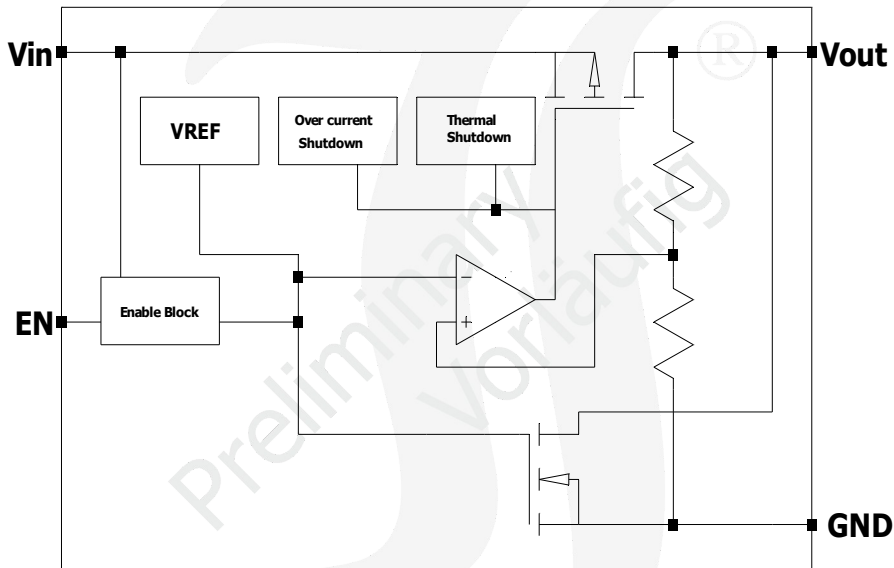 Vin
Vout
®
VREF
Over current
Shutdown
Thermal
Shutdown
Preliminary
Vorläufig
-
+
EN
Enable Block
GND